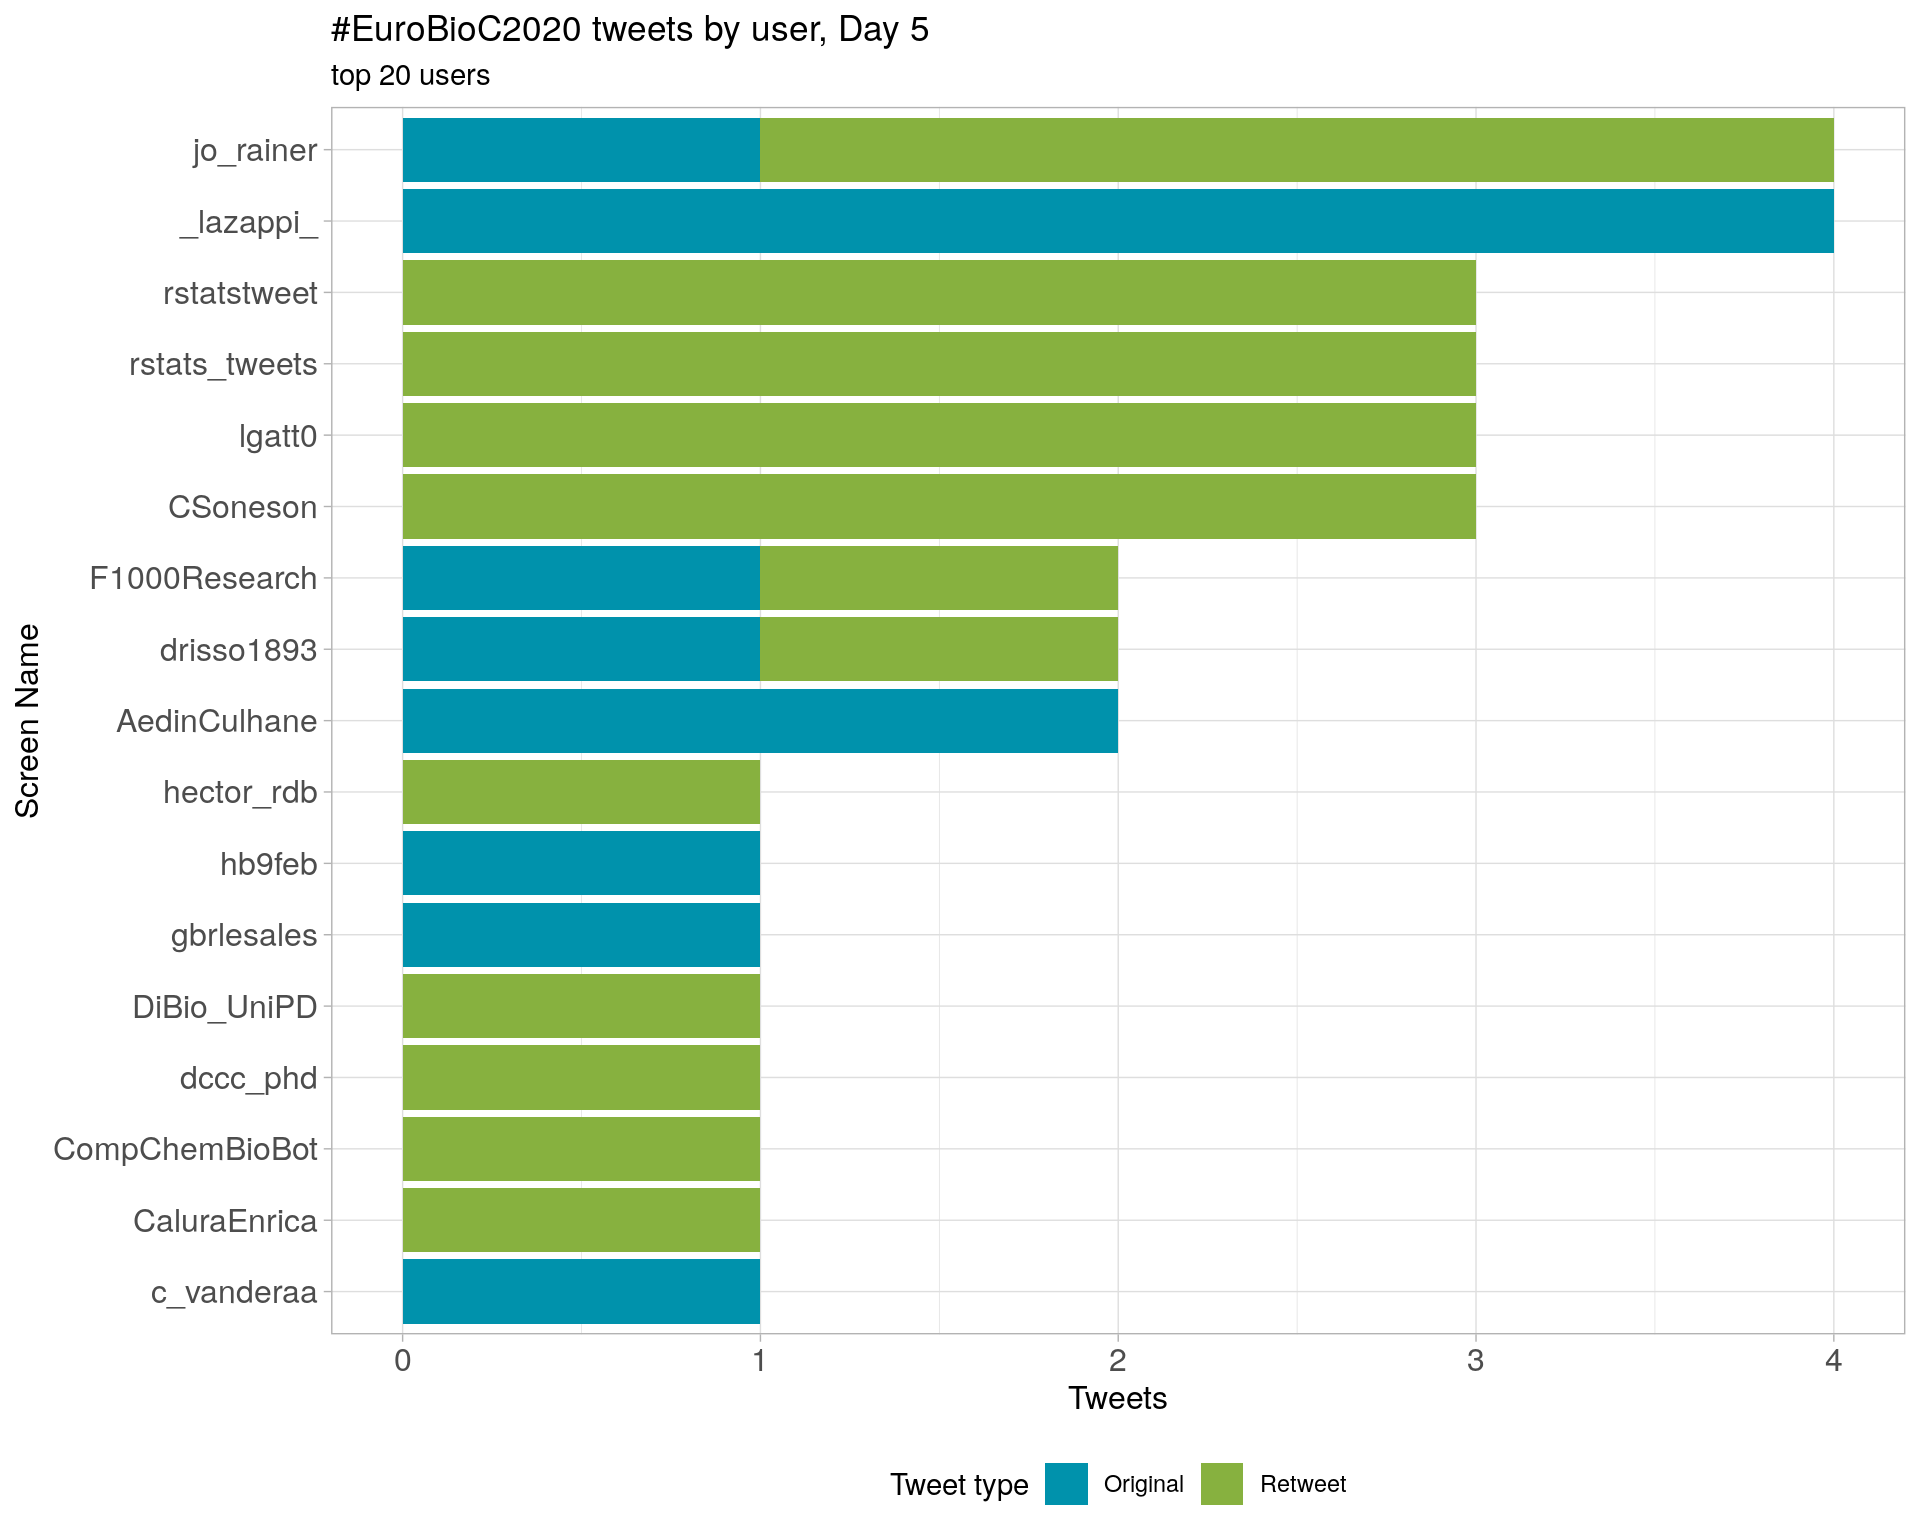 #EuroBioC2020 tweets by user, Day 5
top 20 users
Screen Name
jo_rainer
_lazappi_
rstatstweet
rstats_tweets
lgatt0
CSoneson
F1000Research
drisso1893
AedinCulhane
hector_rdb
hb9feb
gbrlesales
DiBio_UniPD
dccc_phd
CompChemBioBot
CaluraEnrica
c_vanderaa
0 1 2 3 4
Tweets
Tweet type Original Retweet